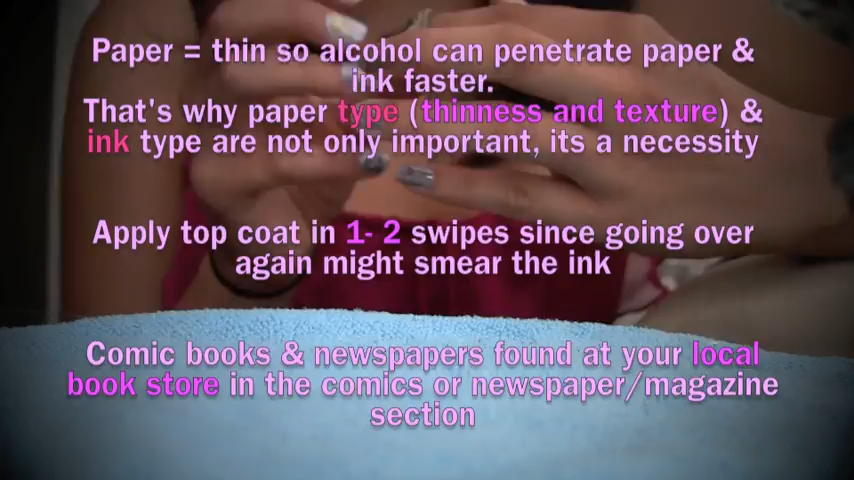 Paper = thin so alcohol can penetrate paper &
ink faster.
That's why paper type (thinness and texture) &
ink type are not only important, its a necessity
Apply top coat in 1- 2 swipes since going over
again might smear the ink
Comic books & newspapers found at your local
book store in the comics or newspaper/magazine
section